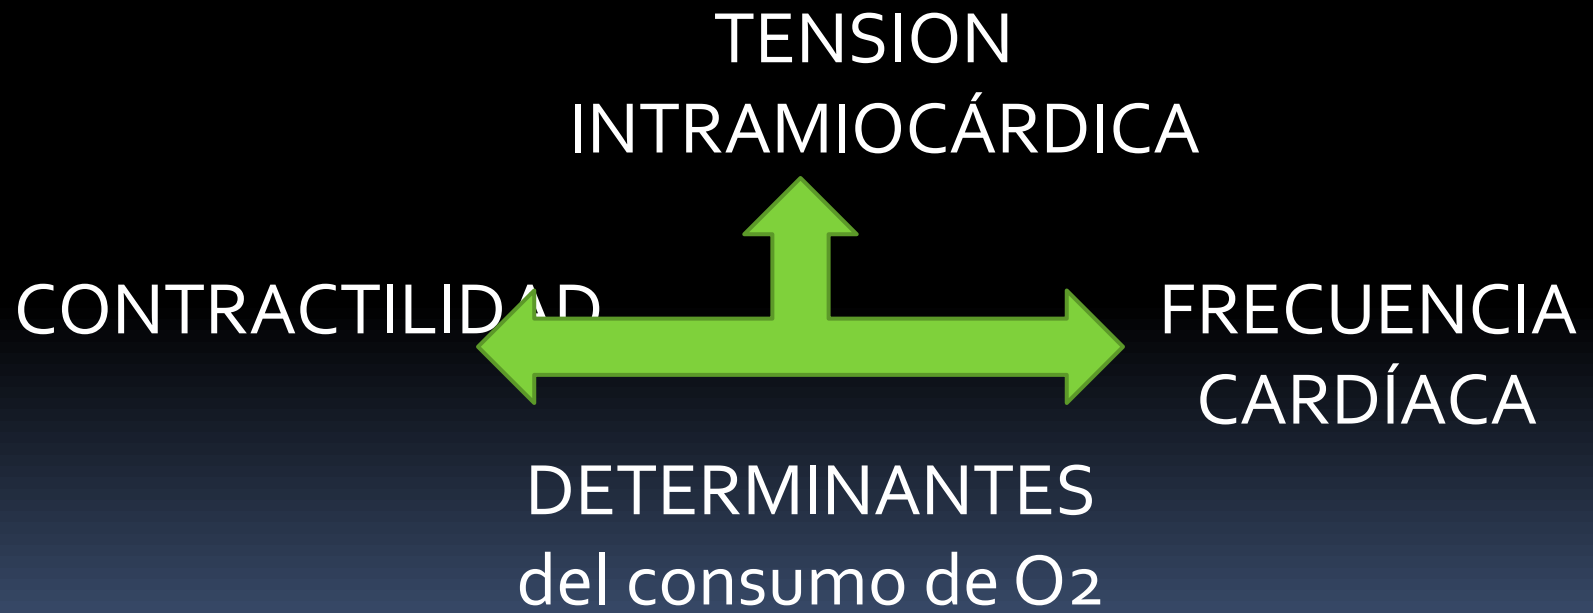 TENSION
INTRAMIOCÁRDICA
CONTRACTILIDAD
FRECUENCIA
CARDÍACA
DETERMINANTES
del consumo de O2